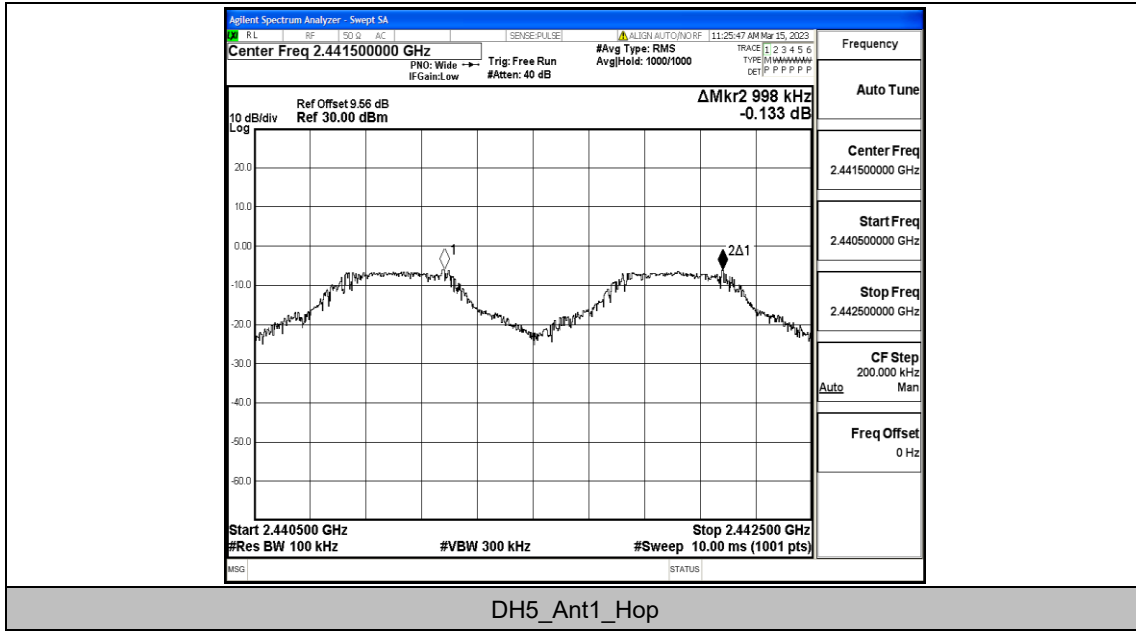 Agilent Spectrum Analyzer - Swept SA
RL RF 50 Ω AC SENSE:PULSE ALIGN AUTO/NO RF 11:25:47 AM Mar 15, 2023
Center Freq 2.441500000 GHz
PNO: Wide
IFGain:Low
Trig: Free Run
#Atten: 40 dB
#Avg Type: RMS
Avg|Hold: 1000/1000
TRACE 1 2 3 4 5 6
TYPE M
DET P P P P P P
Ref Offset 9.56 dB
10 dB/div Ref 30.00 dBm
Log
ΔMkr2 998 kHz
-0.133 dB
20.0
10.0
0.00
-10.0
-20.0
-30.0
-40.0
-50.0
-60.0
1
2Δ1
Start 2.440500 GHz Stop 2.442500 GHz
#Res BW 100 kHz #VBW 300 kHz #Sweep 10.00 ms (1001 pts)
MSG STATUS
Frequency
Auto Tune
Center Freq
2.441500000 GHz
Start Freq
2.440500000 GHz
Stop Freq
2.442500000 GHz
CF Step
200.000 kHz
Auto Man
Freq Offset
0 Hz
DH5_Ant1_Hop